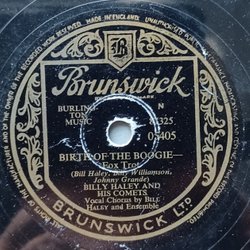 MADE IN ENGLAND.
B
Brunswick
BURLING-
TON
MUSIC
N
05405
BIRTH OF THE BOOGIE—
Fox Trot
(Bill Haley, Billy Williamson,
Johnny Grande)
BILLY HALEY AND
HIS COMETS
Vocal Chorus by BILL
HALEY and Ensemble
BRUNSWICK LTD